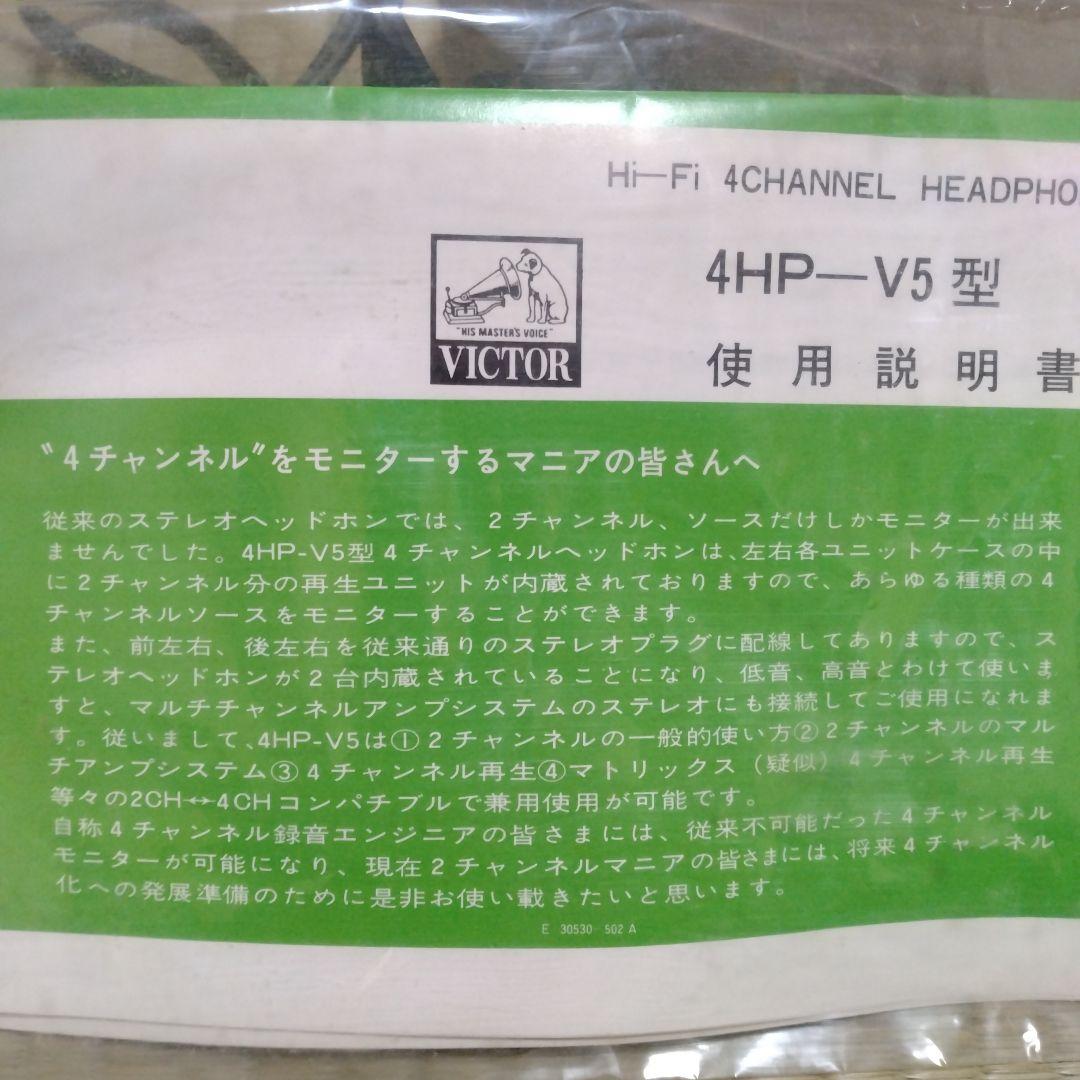 Hi—Fi 4CHANNEL HEADPHO
4HP—V5型
"HIS MASTER'S VOICE"
VICTOR
使用説明書
〝4チャンネル〞をモニターするマニアの皆さんへ
従来のステレオヘッドホンでは、2チャンネル、ソースだけしかモニターが出来
ませんでした。4HP-V5型4チャンネルヘッドホンは、左右各ユニットケースの中
に2チャンネル分の再生ユニットが内蔵されておりますので、あらゆる種類の4
チャンネルソースをモニターすることができます。
また、前左右、後左右を従来通りのステレオプラグに配線してありますので、ス
テレオヘッドホンが2台内蔵されていることになり、低音、高音とわけて使いま
すと、マルチチャンネルアンプシステムのステレオにも接続してご使用になれま
す。従いまして、4HP-V5は①2チャンネルの一般的使い方②2チャンネルのマル
チアンプシステム③4チャンネル再生④マトリックス(疑似)4チャンネル再生
等々の2CH↔4CHコンパチブルで兼用使用が可能です。
自称4チャンネル録音エンジニアの皆さまには、従来不可能だった4チャンネル
モニターが可能になり、現在2チャンネルマニアの皆さまには、将来4チャンネル
化への発展準備のために是非お使い載きたいと思います。
E 30530-502 A